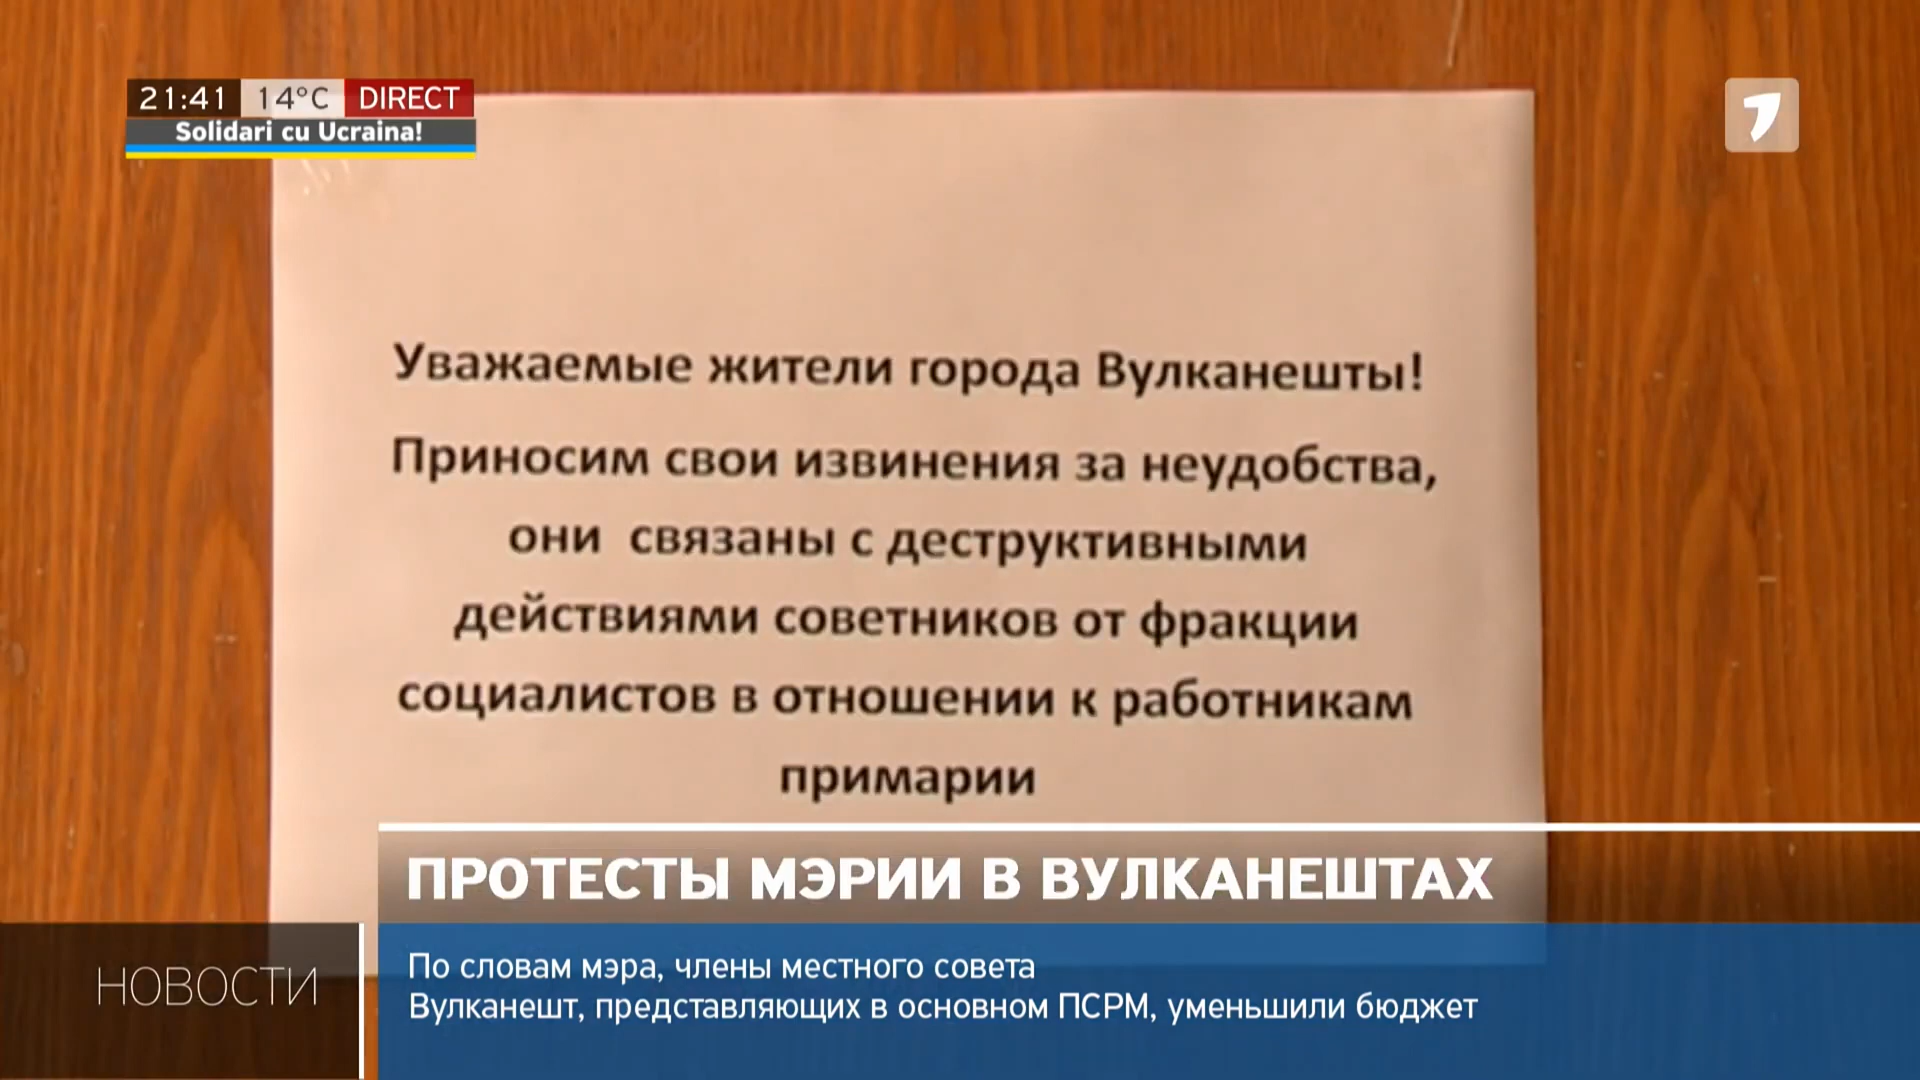 21:41 14°C DIRECT
Solidari cu Ucraina!
Уважаемые жители города Вулканешты!
Приносим свои извинения за неудобства,
они связаны с деструктивными
действиями советников от фракции
социалистов в отношении к работникам
примарии
ПРОТЕСТЫ МЭРИИ В ВУЛКАНЕШТАХ
НОВОСТИ
По словам мэра, члены местного совета
Вулканешт, представляющих в основном ПСРМ, уменьшили бюджет